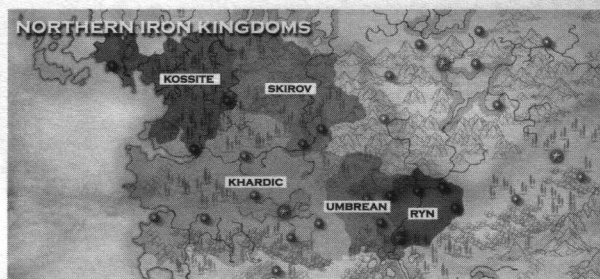 NORTHERN IRON KINGDOMS
KOSSITE
SKIROV
KHARDIC
UMBREAN
RYN